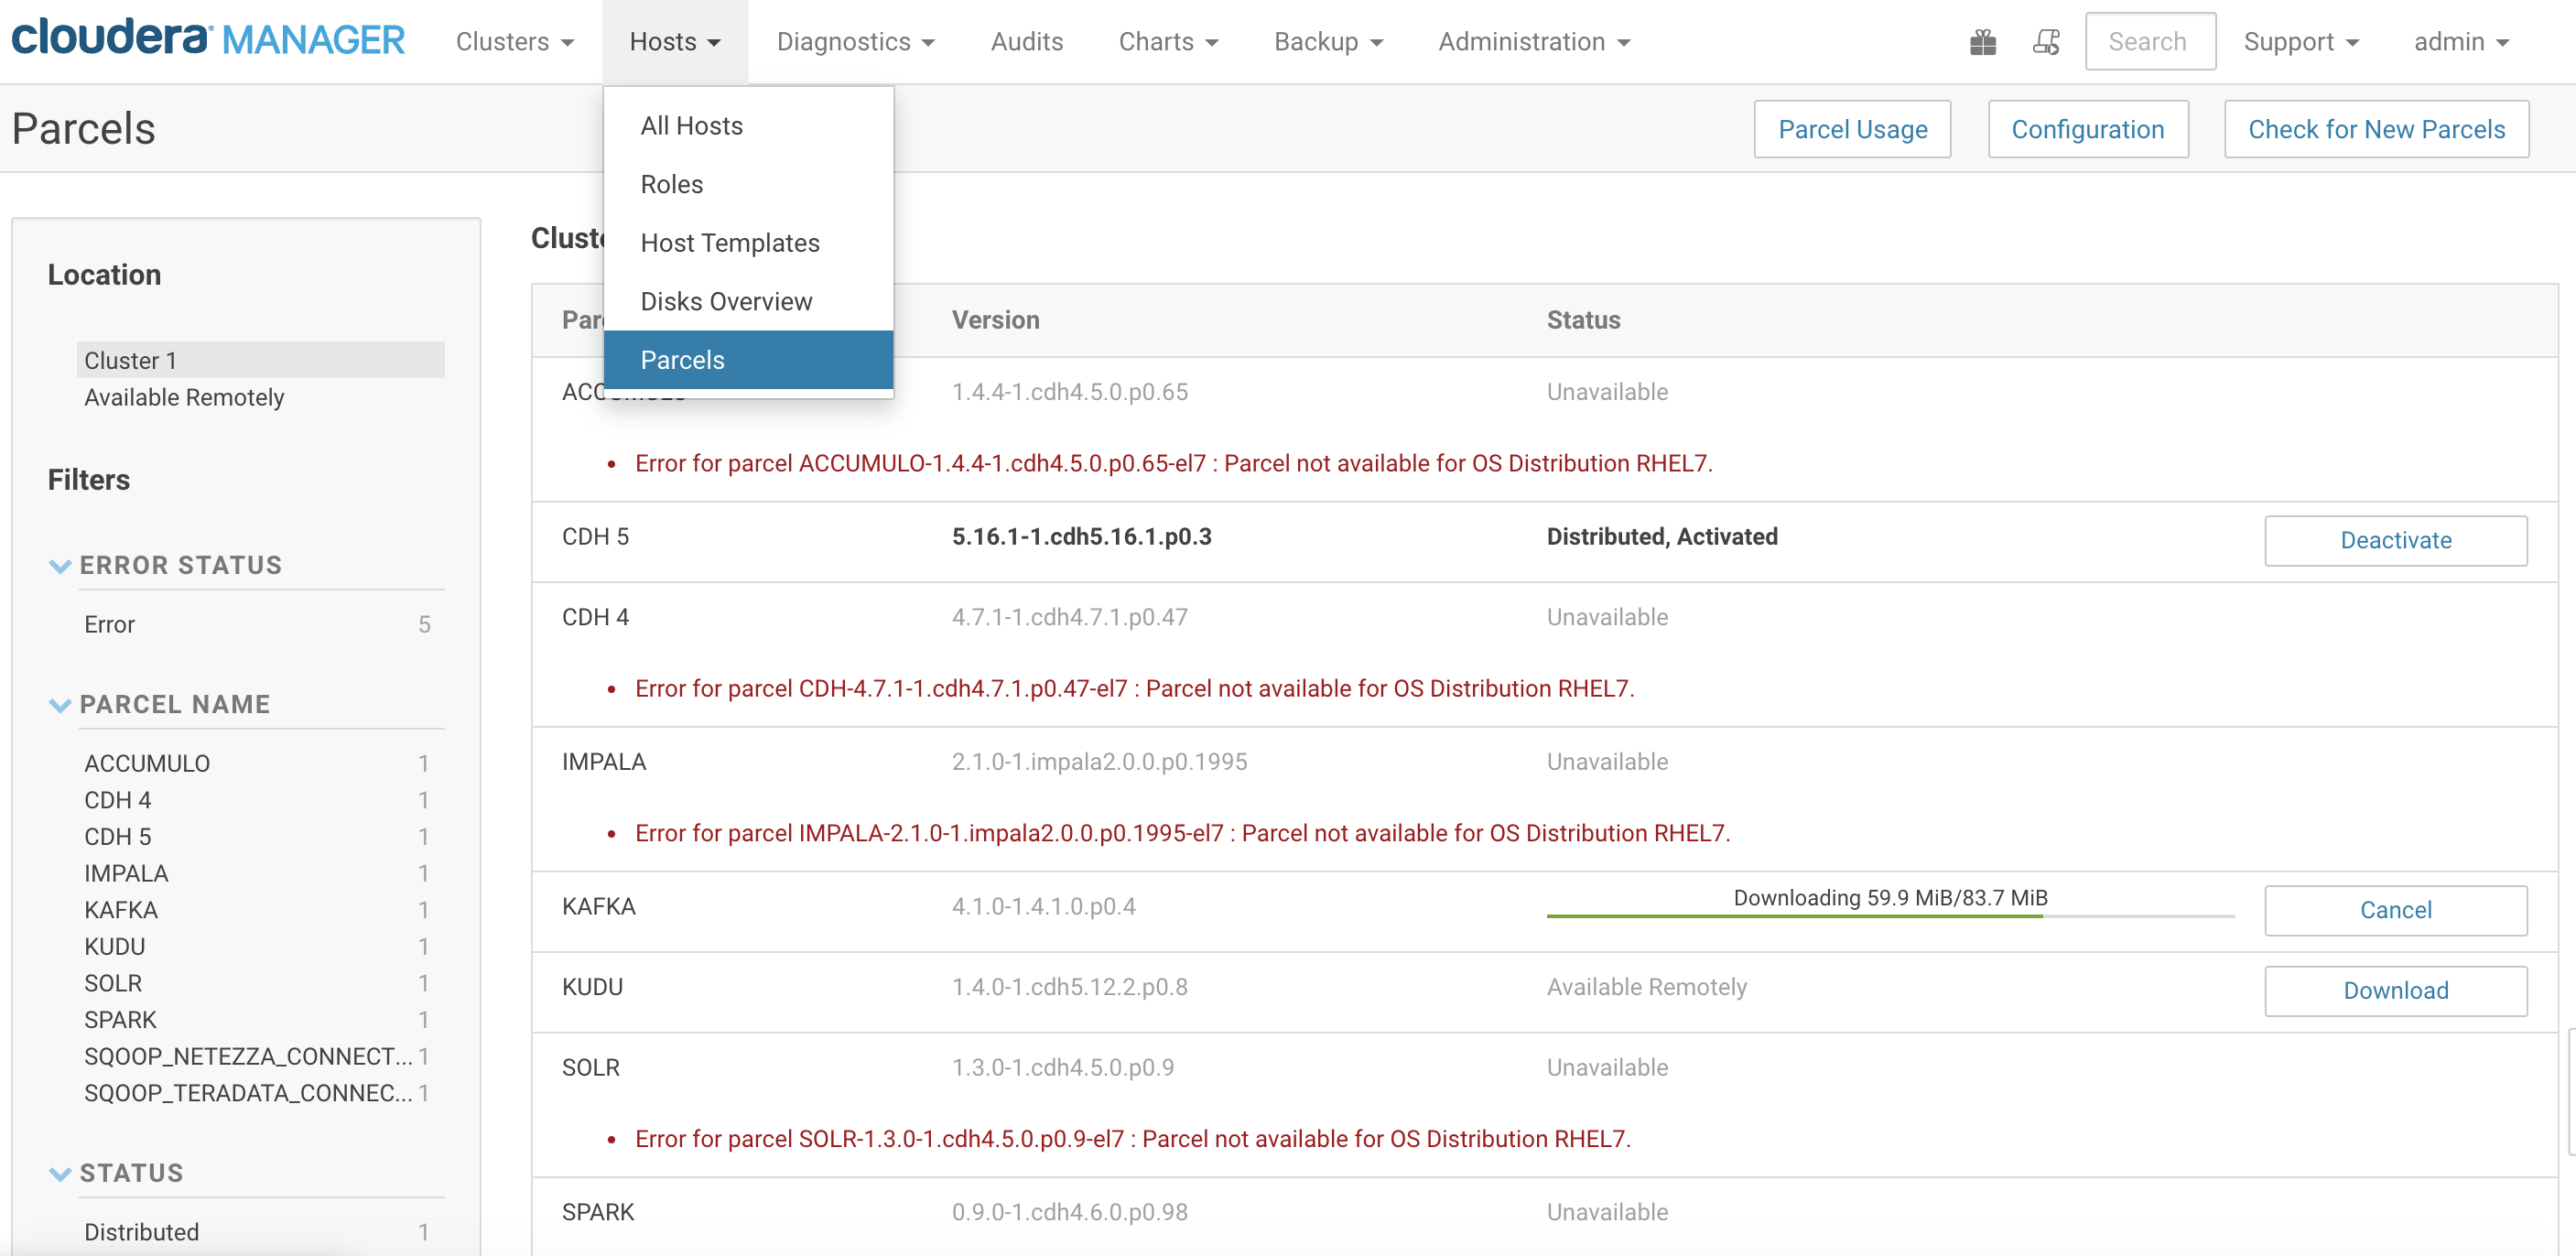 cloudera MANAGER Clusters Hosts Diagnostics Audits Charts Backup Administration Search Support admin
Parcels
Parcel Usage Configuration Check for New Parcels
All Hosts
Roles
Host Templates
Disks Overview
Parcels
Location
Cluster 1
Available Remotely
Filters
ERROR STATUS
Error 5
PARCEL NAME
ACCUMULO 1
CDH 4 1
CDH 5 1
IMPALA 1
KAFKA 1
KUDU 1
SOLR 1
SPARK 1
SQOOP_NETEZZA_CONNECT... 1
SQOOP_TERADATA_CONNEC... 1
STATUS
Distributed 1
Version Status
1.4.4-1.cdh4.5.0.p0.65 Unavailable
Error for parcel ACCUMULO-1.4.4-1.cdh4.5.0.p0.65-el7 : Parcel not available for OS Distribution RHEL7.
CDH 5 5.16.1-1.cdh5.16.1.p0.3 Distributed, Activated Deactivate
CDH 4 4.7.1-1.cdh4.7.1.p0.47 Unavailable
Error for parcel CDH-4.7.1-1.cdh4.7.1.p0.47-el7 : Parcel not available for OS Distribution RHEL7.
IMPALA 2.1.0-1.impala2.0.0.p0.1995 Unavailable
Error for parcel IMPALA-2.1.0-1.impala2.0.0.p0.1995-el7 : Parcel not available for OS Distribution RHEL7.
KAFKA 4.1.0-1.4.1.0.p0.4 Downloading 59.9 MiB/83.7 MiB Cancel
KUDU 1.4.0-1.cdh5.12.2.p0.8 Available Remotely Download
SOLR 1.3.0-1.cdh4.5.0.p0.9 Unavailable
Error for parcel SOLR-1.3.0-1.cdh4.5.0.p0.9-el7 : Parcel not available for OS Distribution RHEL7.
SPARK 0.9.0-1.cdh4.6.0.p0.98 Unavailable